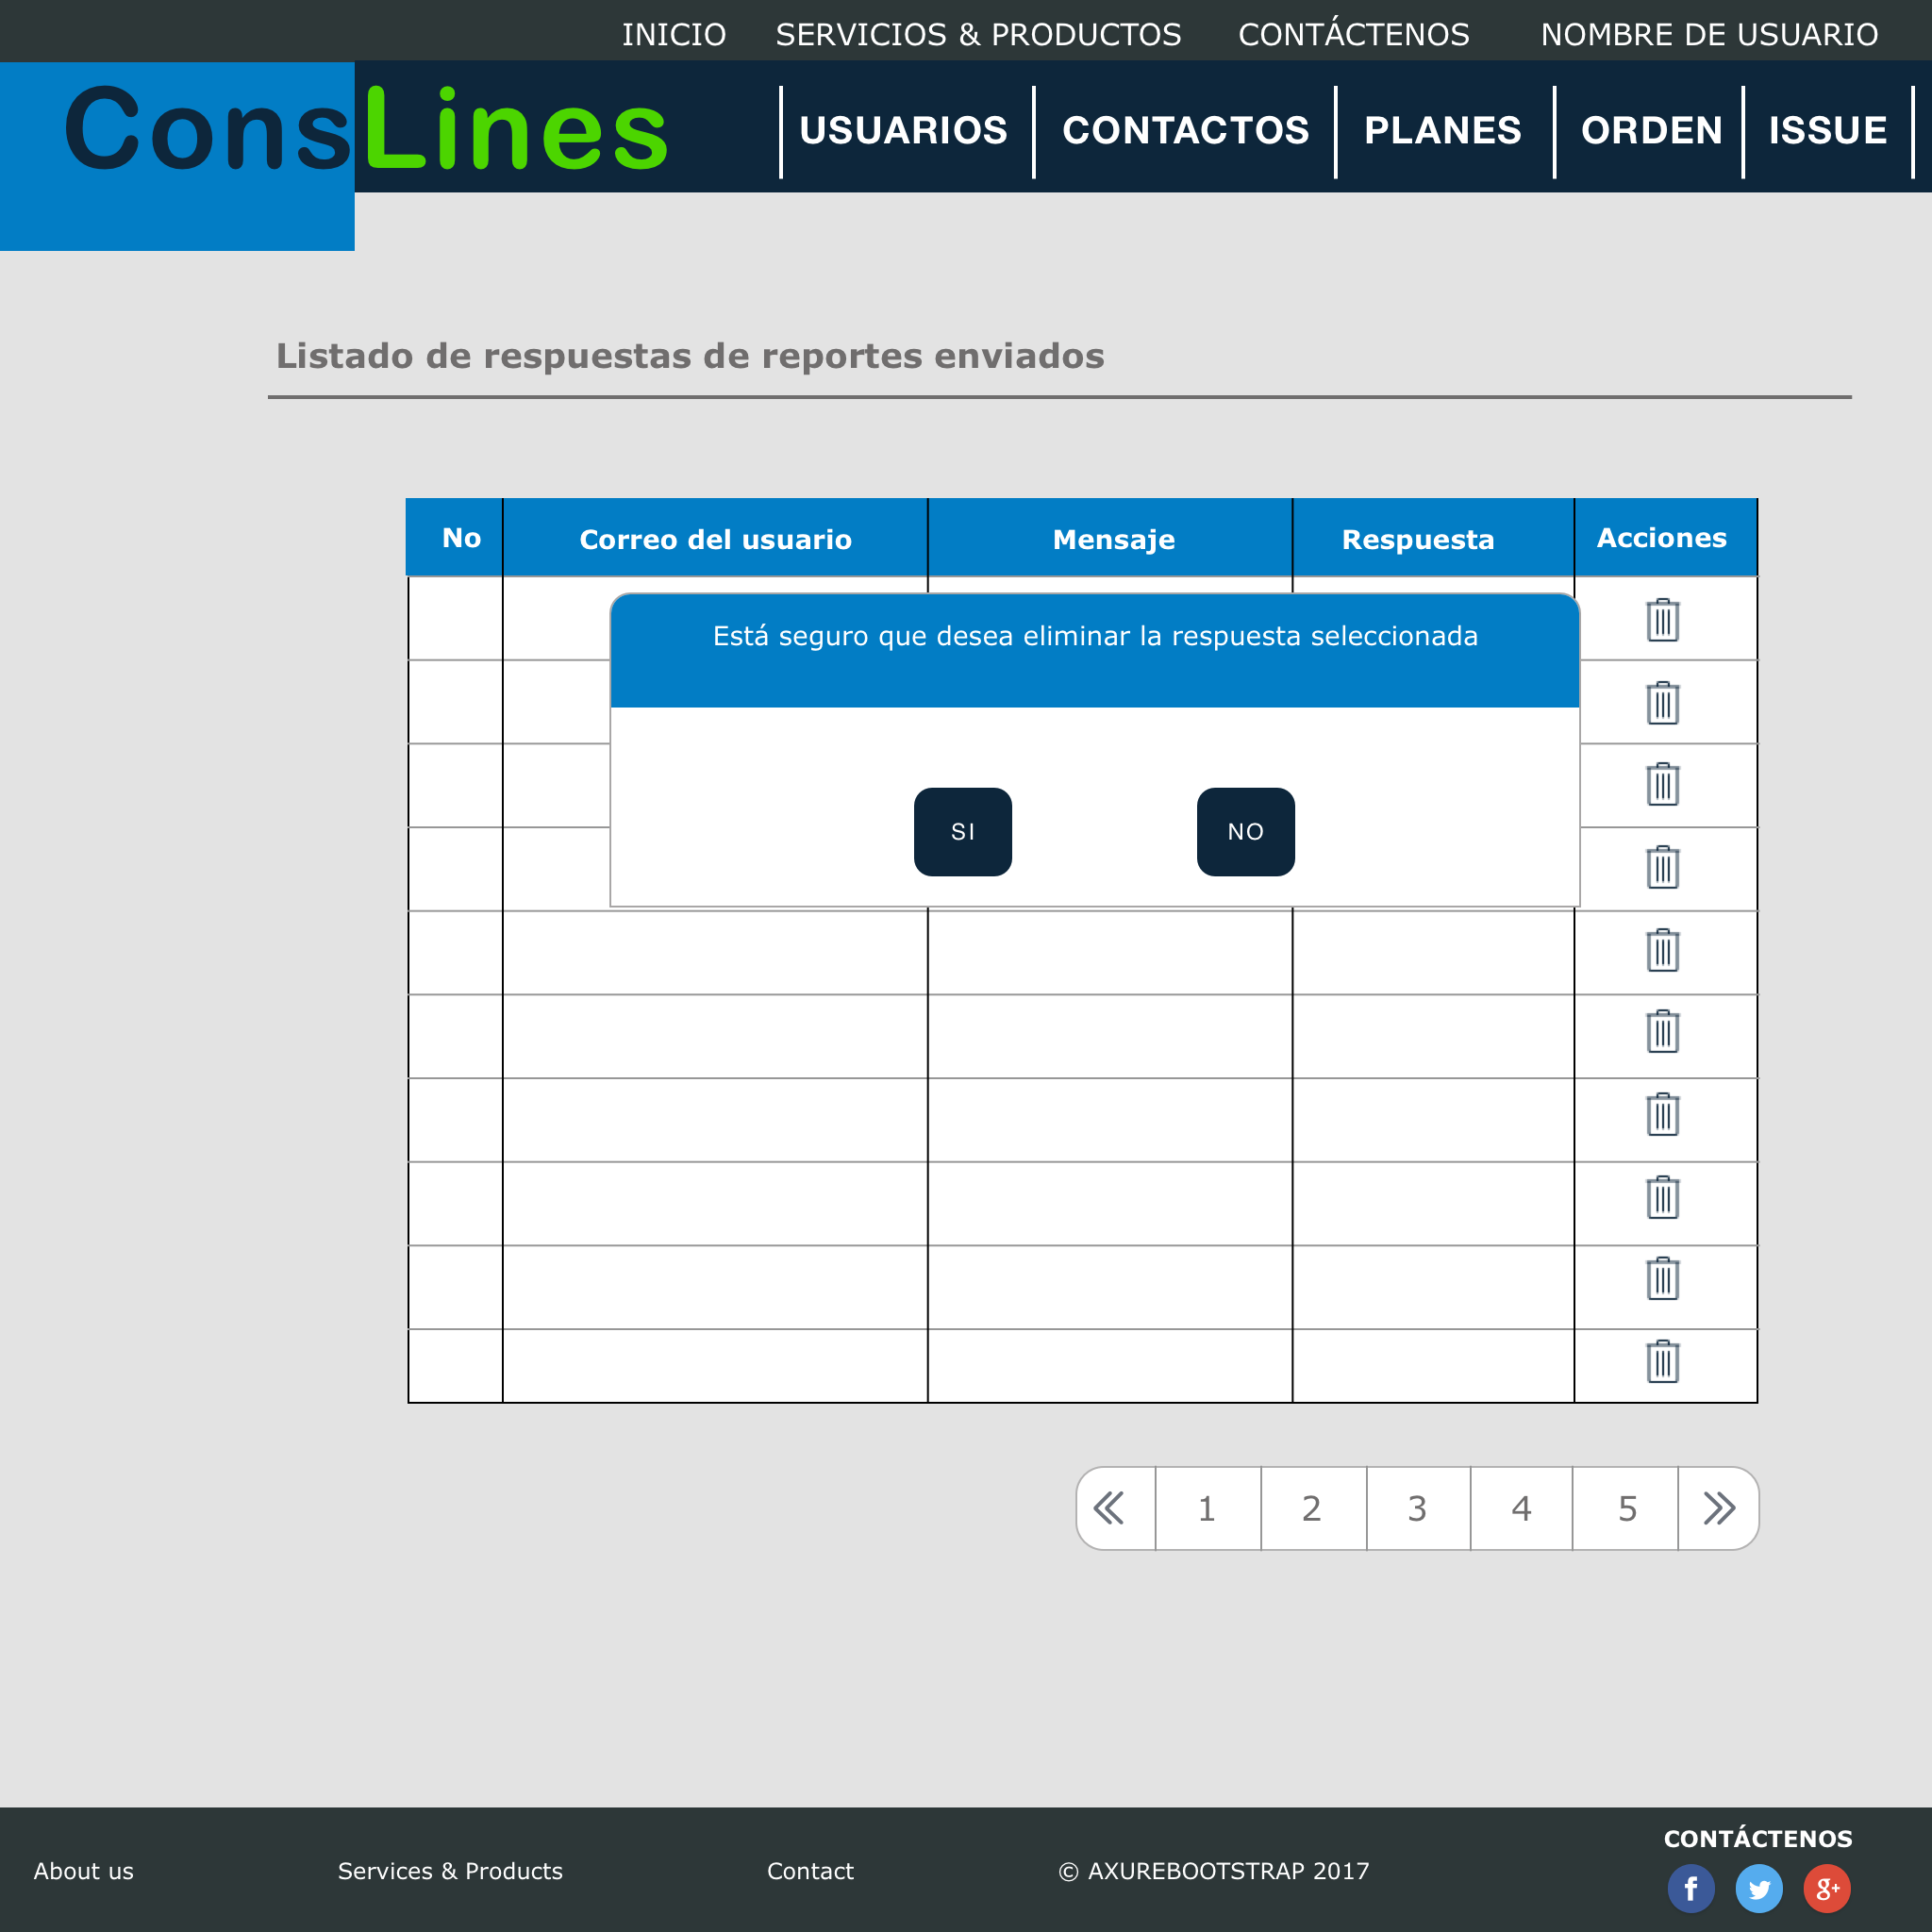 INICIO SERVICIOS & PRODUCTOS CONTÁCTENOS NOMBRE DE USUARIO
ConsLines
USUARIOS CONTACTOS PLANES ORDEN ISSUE
Listado de respuestas de reportes enviados
No Correo del usuario Mensaje Respuesta Acciones
Está seguro que desea eliminar la respuesta seleccionada
SI NO
1 2 3 4 5
CONTÁCTENOS
About us Services & Products Contact © AXUREBOOTSTRAP 2017
f g+